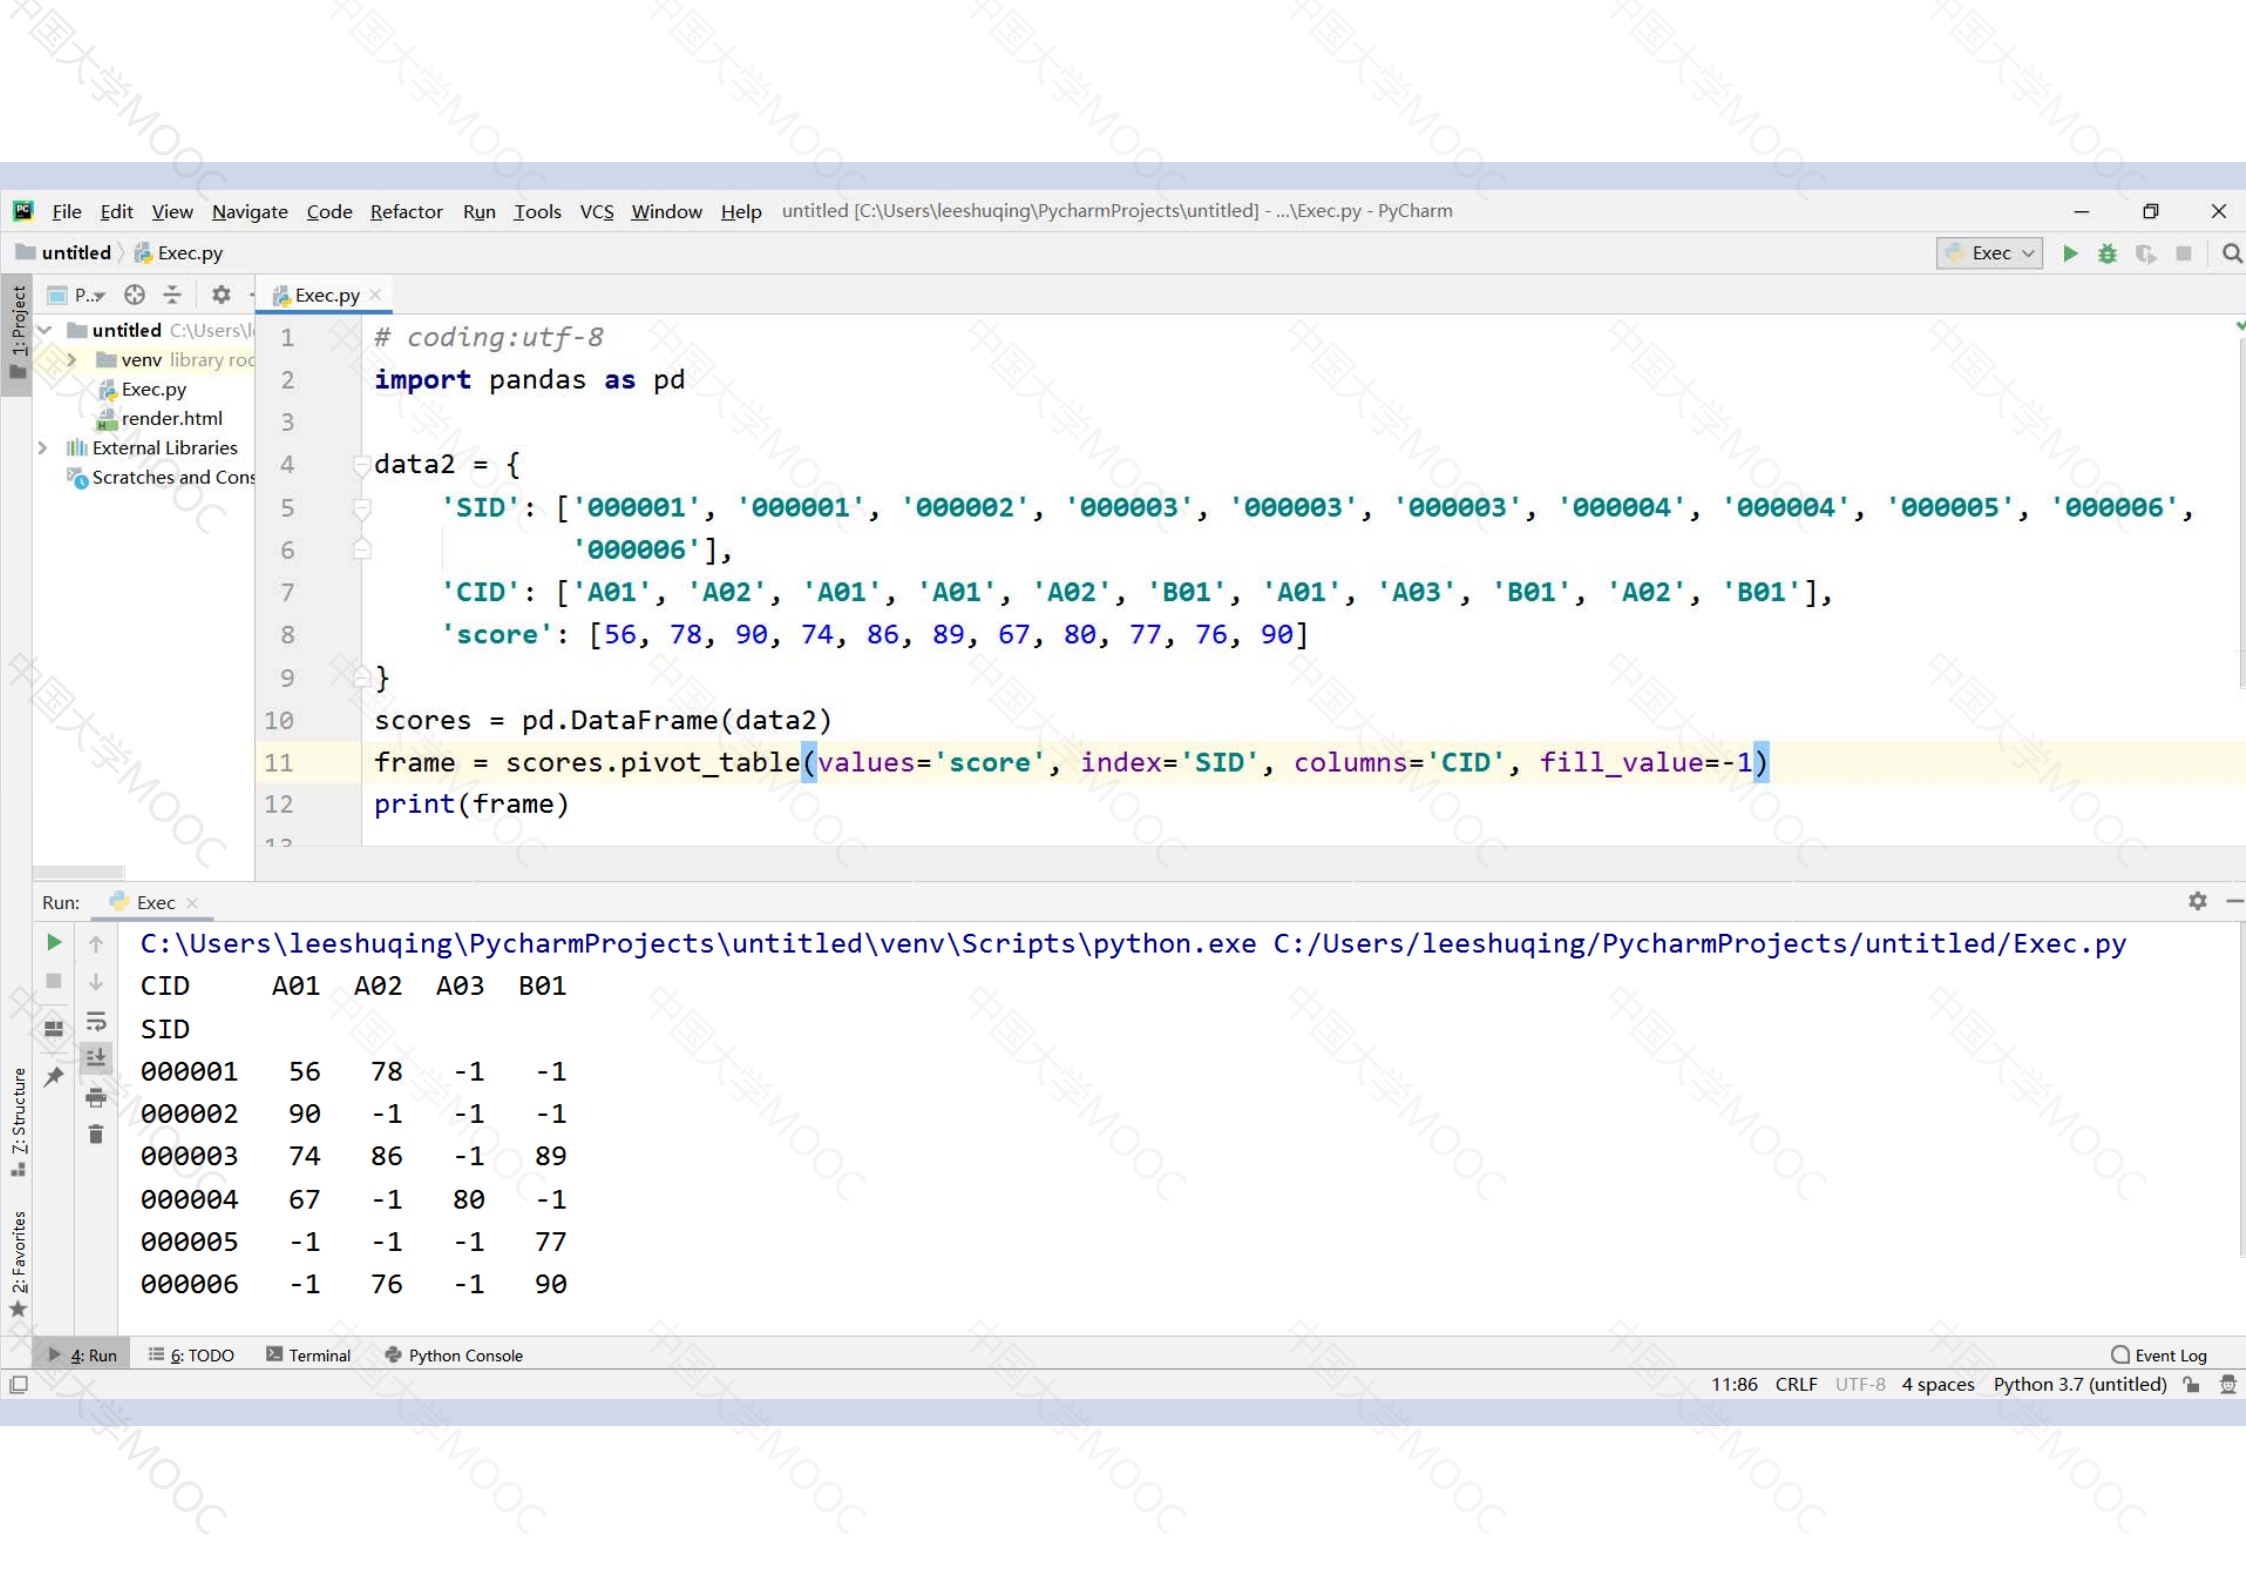 File Edit View Navigate Code Refactor Run Tools VCS Window Help untitled [C:\Users\leeshuqing\PycharmProjects\untitled] - ...\Exec.py - PyCharm
untitled Exec.py Exec
P.. Exec.py
1: Project
untitled C:\Users\l
venv library roo
Exec.py
render.html
External Libraries
Scratches and Cons
1 # coding:utf-8
2 import pandas as pd
3
4 data2 = {
5 'SID': ['000001', '000001', '000002', '000003', '000003', '000003', '000004', '000004', '000005', '000006',
6 '000006'],
7 'CID': ['A01', 'A02', 'A01', 'A01', 'A02', 'B01', 'A01', 'A03', 'B01', 'A02', 'B01'],
8 'score': [56, 78, 90, 74, 86, 89, 67, 80, 77, 76, 90]
9 }
10 scores = pd.DataFrame(data2)
11 frame = scores.pivot_table(values='score', index='SID', columns='CID', fill_value=-1)
12 print(frame)
13
Run: Exec
C:\Users\leeshuqing\PycharmProjects\untitled\venv\Scripts\python.exe C:/Users/leeshuqing/PycharmProjects/untitled/Exec.py
CID A01 A02 A03 B01
SID
000001 56 78 -1 -1
000002 90 -1 -1 -1
000003 74 86 -1 89
000004 67 -1 80 -1
000005 -1 -1 -1 77
000006 -1 76 -1 90
Z: Structure
2: Favorites
4: Run 6: TODO Terminal Python Console Event Log
11:86 CRLF UTF-8 4 spaces Python 3.7 (untitled)
中国大学MOOC